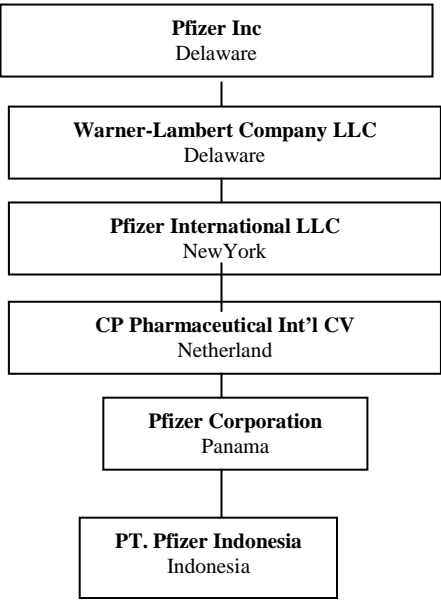 Pfizer Inc
Delaware
Warner-Lambert Company LLC
Delaware
Pfizer International LLC
NewYork
CP Pharmaceutical Int'l CV
Netherland
Pfizer Corporation
Panama
PT. Pfizer Indonesia
Indonesia